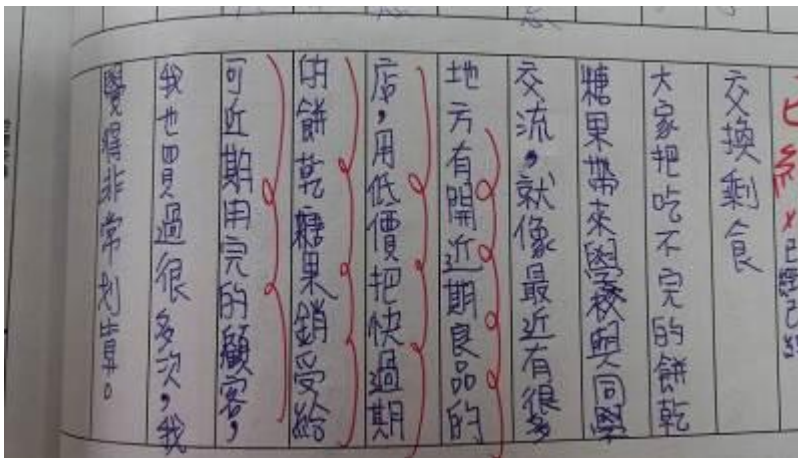 已經
交換剩食
大家把吃不完的餅乾
糖果帶來學校與同學
交流，就像最近有很多
地方有開近期良品的
店，用低價把快過期
的餅乾糖果銷受給
可近期用完的顧客，
我也買過很多次，我
覺得非常划算。